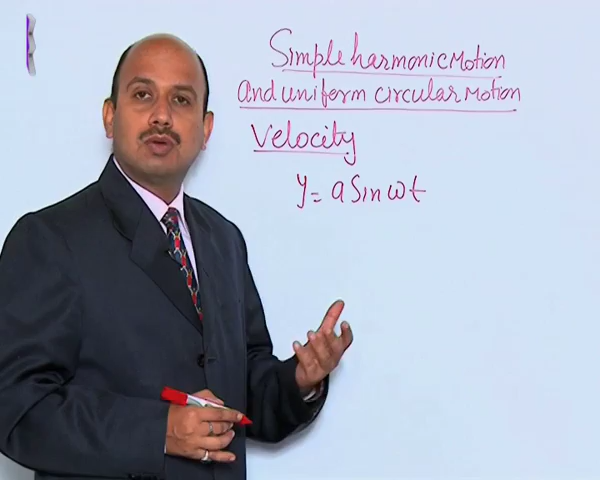 Simple harmonic Motion
And uniform circular Motion
Velocity
y = a Sin ωt